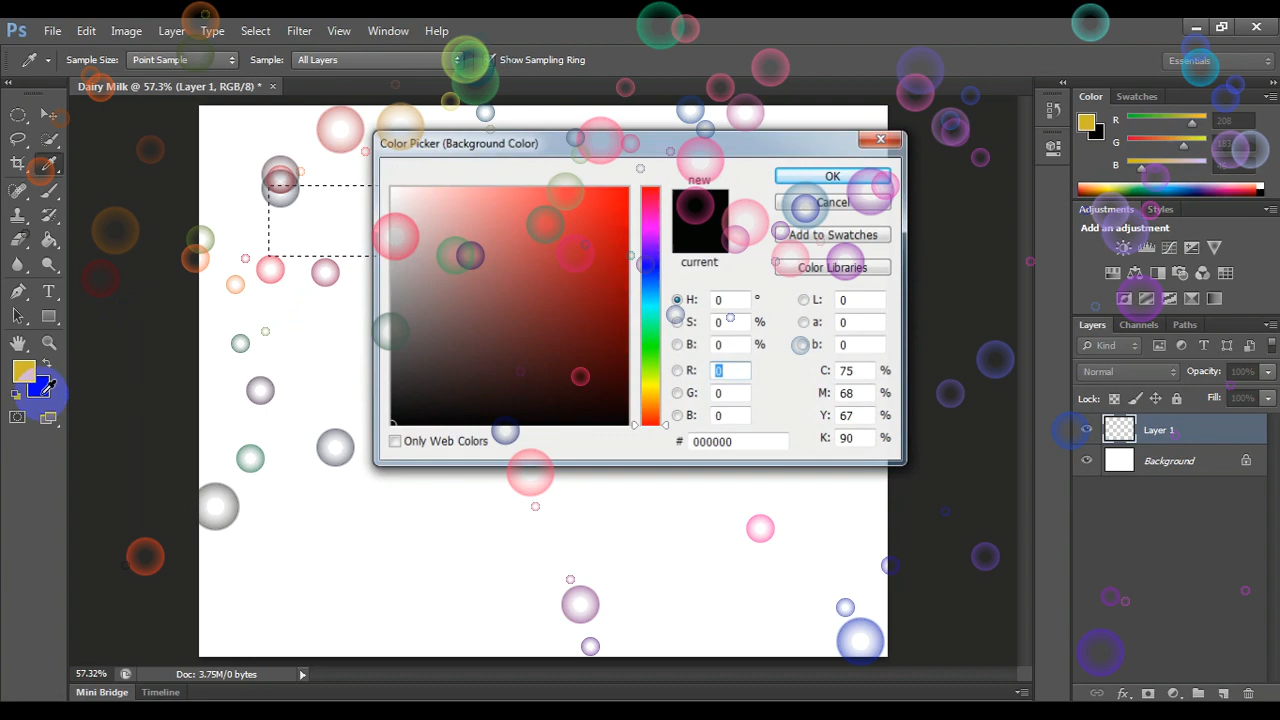 Ps File Edit Image Layer Type Select Filter View Window Help
Sample Size: Point Sample Sample: All Layers Show Sampling Ring Essentials
Dairy Milk @ 57.3% (Layer 1, RGB/8) *
Color Swatches
R 208
G 183
B
Adjustments Styles
Add an adjustment
Color Picker (Background Color)
new
current
OK
Cancel
Add to Swatches
Color Libraries
H: 0 °
S: 0 %
B: 0 %
R: 0
G: 0
B: 0
L: 0
a: 0
b: 0
C: 75 %
M: 68 %
Y: 67 %
K: 90 %
Only Web Colors
# 000000
Layers Channels Paths
Kind
Normal Opacity: 100%
Lock: Fill: 100%
Layer 1
Background
57.32% Doc: 3.75M/0 bytes
Mini Bridge Timeline